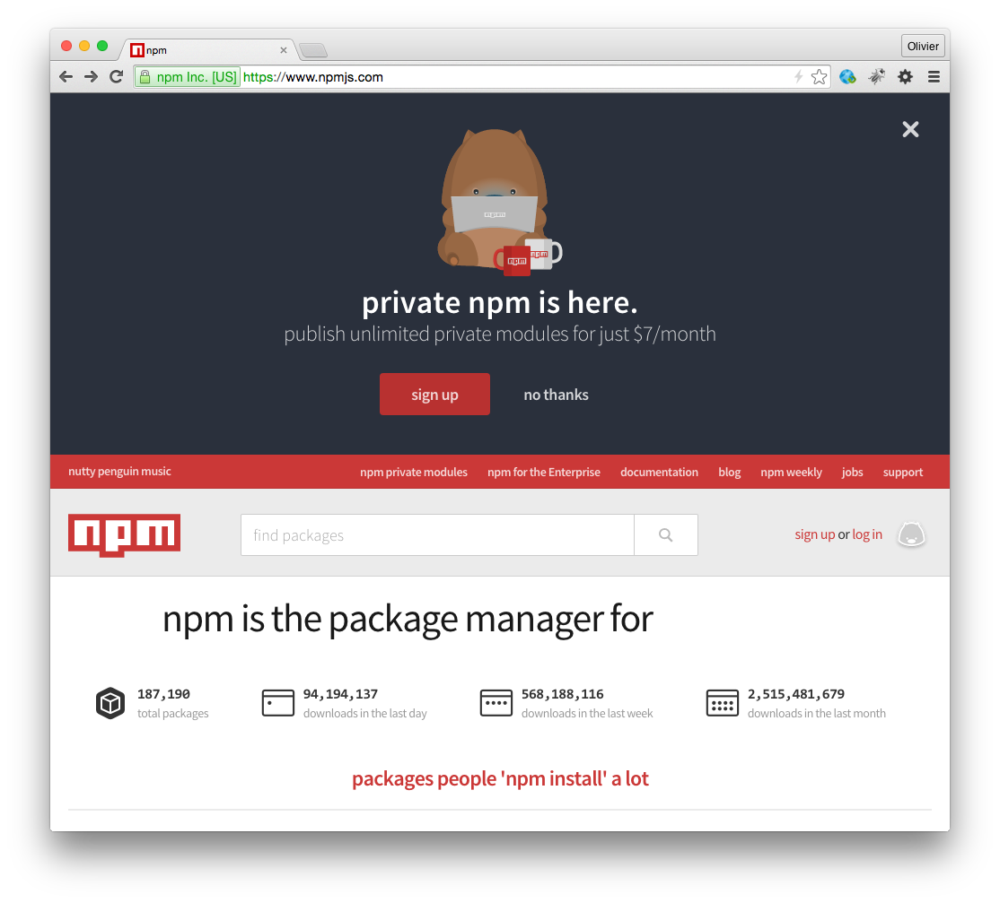 npm
Olivier
npm Inc. [US] https://www.npmjs.com
npm
npm
npm
private npm is here.
publish unlimited private modules for just $7/month
sign up
no thanks
nutty penguin music
npm private modules
npm for the Enterprise
documentation
blog
npm weekly
jobs
support
npm
find packages
sign up or log in
npm is the package manager for
187,190
total packages
94,194,137
downloads in the last day
568,188,116
downloads in the last week
2,515,481,679
downloads in the last month
packages people 'npm install' a lot